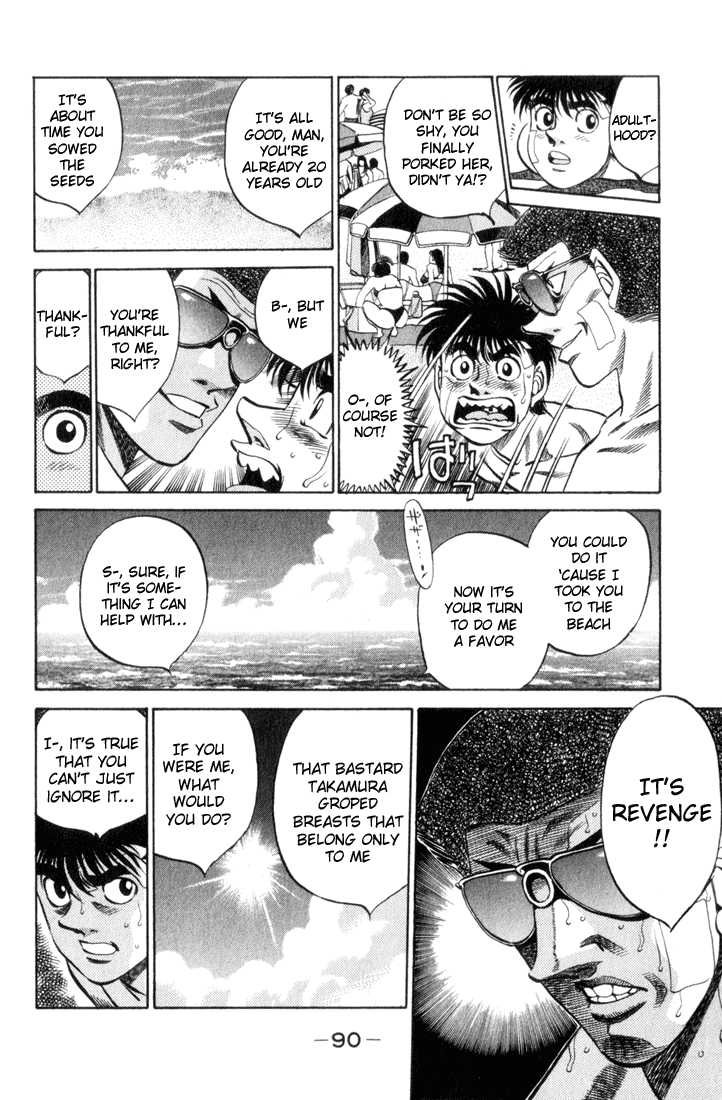 ADULT-
HOOD?
DON'T BE SO
SHY, YOU
FINALLY
PORKED HER,
DIDN'T YA!?
O-, OF
COURSE
NOT!
ばっ
IT'S ALL
GOOD, MAN,
YOU'RE
ALREADY 20
YEARS OLD
IT'S
ABOUT
TIME YOU
SOWED
THE
SEEDS
B-, BUT
WE
YOU'RE
THANKFUL
TO ME,
RIGHT?
THANK-
FUL?
YOU COULD
DO IT
'CAUSE I
TOOK YOU
TO THE
BEACH
NOW IT'S
YOUR TURN
TO DO ME
A FAVOR
S-, SURE, IF
IT'S SOME-
THING I CAN
HELP WITH...
IT'S
REVENGE
!!
THAT BASTARD
TAKAMURA
GROPED
BREASTS THAT
BELONG ONLY
TO ME
IF YOU
WERE ME,
WHAT
WOULD
YOU DO?
I-, IT'S TRUE
THAT YOU
CAN'T JUST
IGNORE IT...
-90-